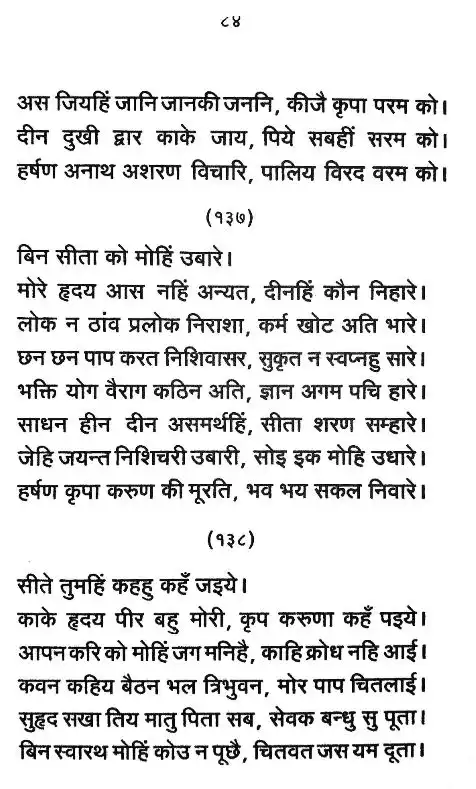 ८४
अस जियहिं जानि जानकी जननि, कीजै कृपा परम को।
दीन दुखी द्वार काके जाय, पिये सबहीं सरम को।
हर्षण अनाथ अशरण विचारि, पालिय विरद वरम को।
(१३७)
बिन सीता को मोहिं उबारे।
मोरे हृदय आस नहिं अन्यत, दीनहिं कौन निहारे।
लोक न ठांव प्रलोक निराशा, कर्म खोट अति भारे।
छन छन पाप करत निशिवासर, सुकृत न स्वप्नहु सारे।
भक्ति योग वैराग कठिन अति, ज्ञान अगम पचि हारे।
साधन हीन दीन असमर्थहिं, सीता शरण सम्हारे।
जेहि जयन्त निशिचरी उबारी, सोइ इक मोहि उधारे।
हर्षण कृपा करुण की मूरति, भव भय सकल निवारे।
(१३८)
सीते तुमहिं कहहु कहँ जइये।
काके हृदय पीर बहु मोरी, कृप करुणा कहँ पइये।
आपन करि को मोहिं जग मनिहै, काहि क्रोध नहि आई।
कवन कहिय बैठन भल त्रिभुवन, मोर पाप चितलाई।
सुहृद सखा तिय मातु पिता सब, सेवक बन्धु सु पूता।
बिन स्वारथ मोहिं कोउ न पूछै, चितवत जस यम दूता।